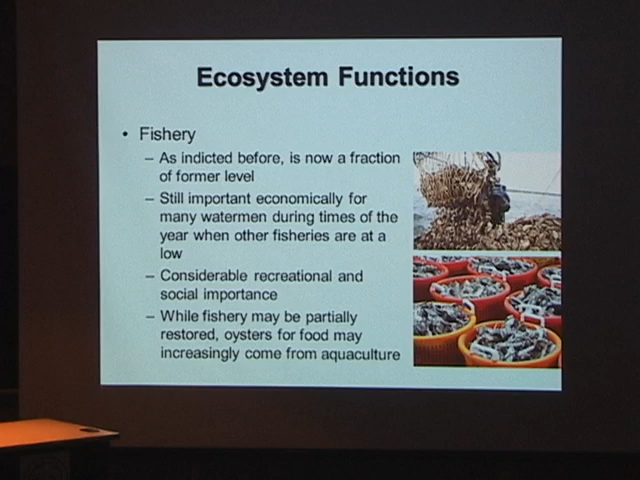 Ecosystem Functions
• Fishery
– As indicted before, is now a fraction
of former level
– Still important economically for
many watermen during times of the
year when other fisheries are at a
low
– Considerable recreational and
social importance
– While fishery may be partially
restored, oysters for food may
increasingly come from aquaculture